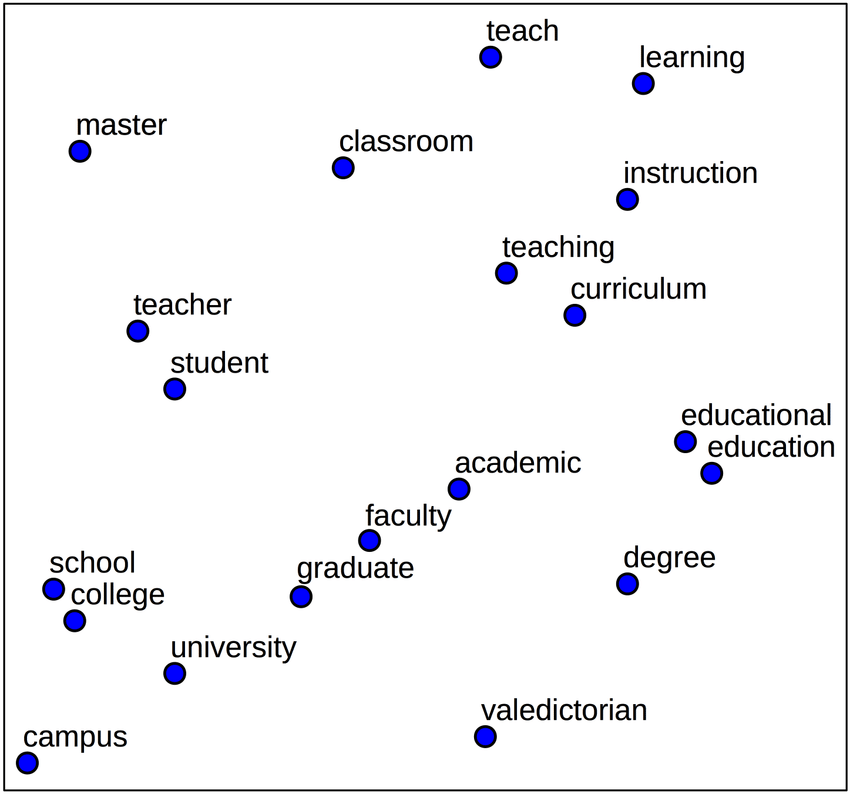 teach
learning
master
classroom
instruction
teaching
curriculum
teacher
student
educational
education
academic
faculty
degree
school
graduate
college
university
valedictorian
campus